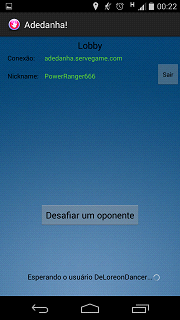 00:22
Adedanha!
Lobby
Conexão: adedanha.servegame.com
Nickname: PowerRanger666
Sair
Desafiar um oponente
Esperando o usuário DeLoreonDancer...